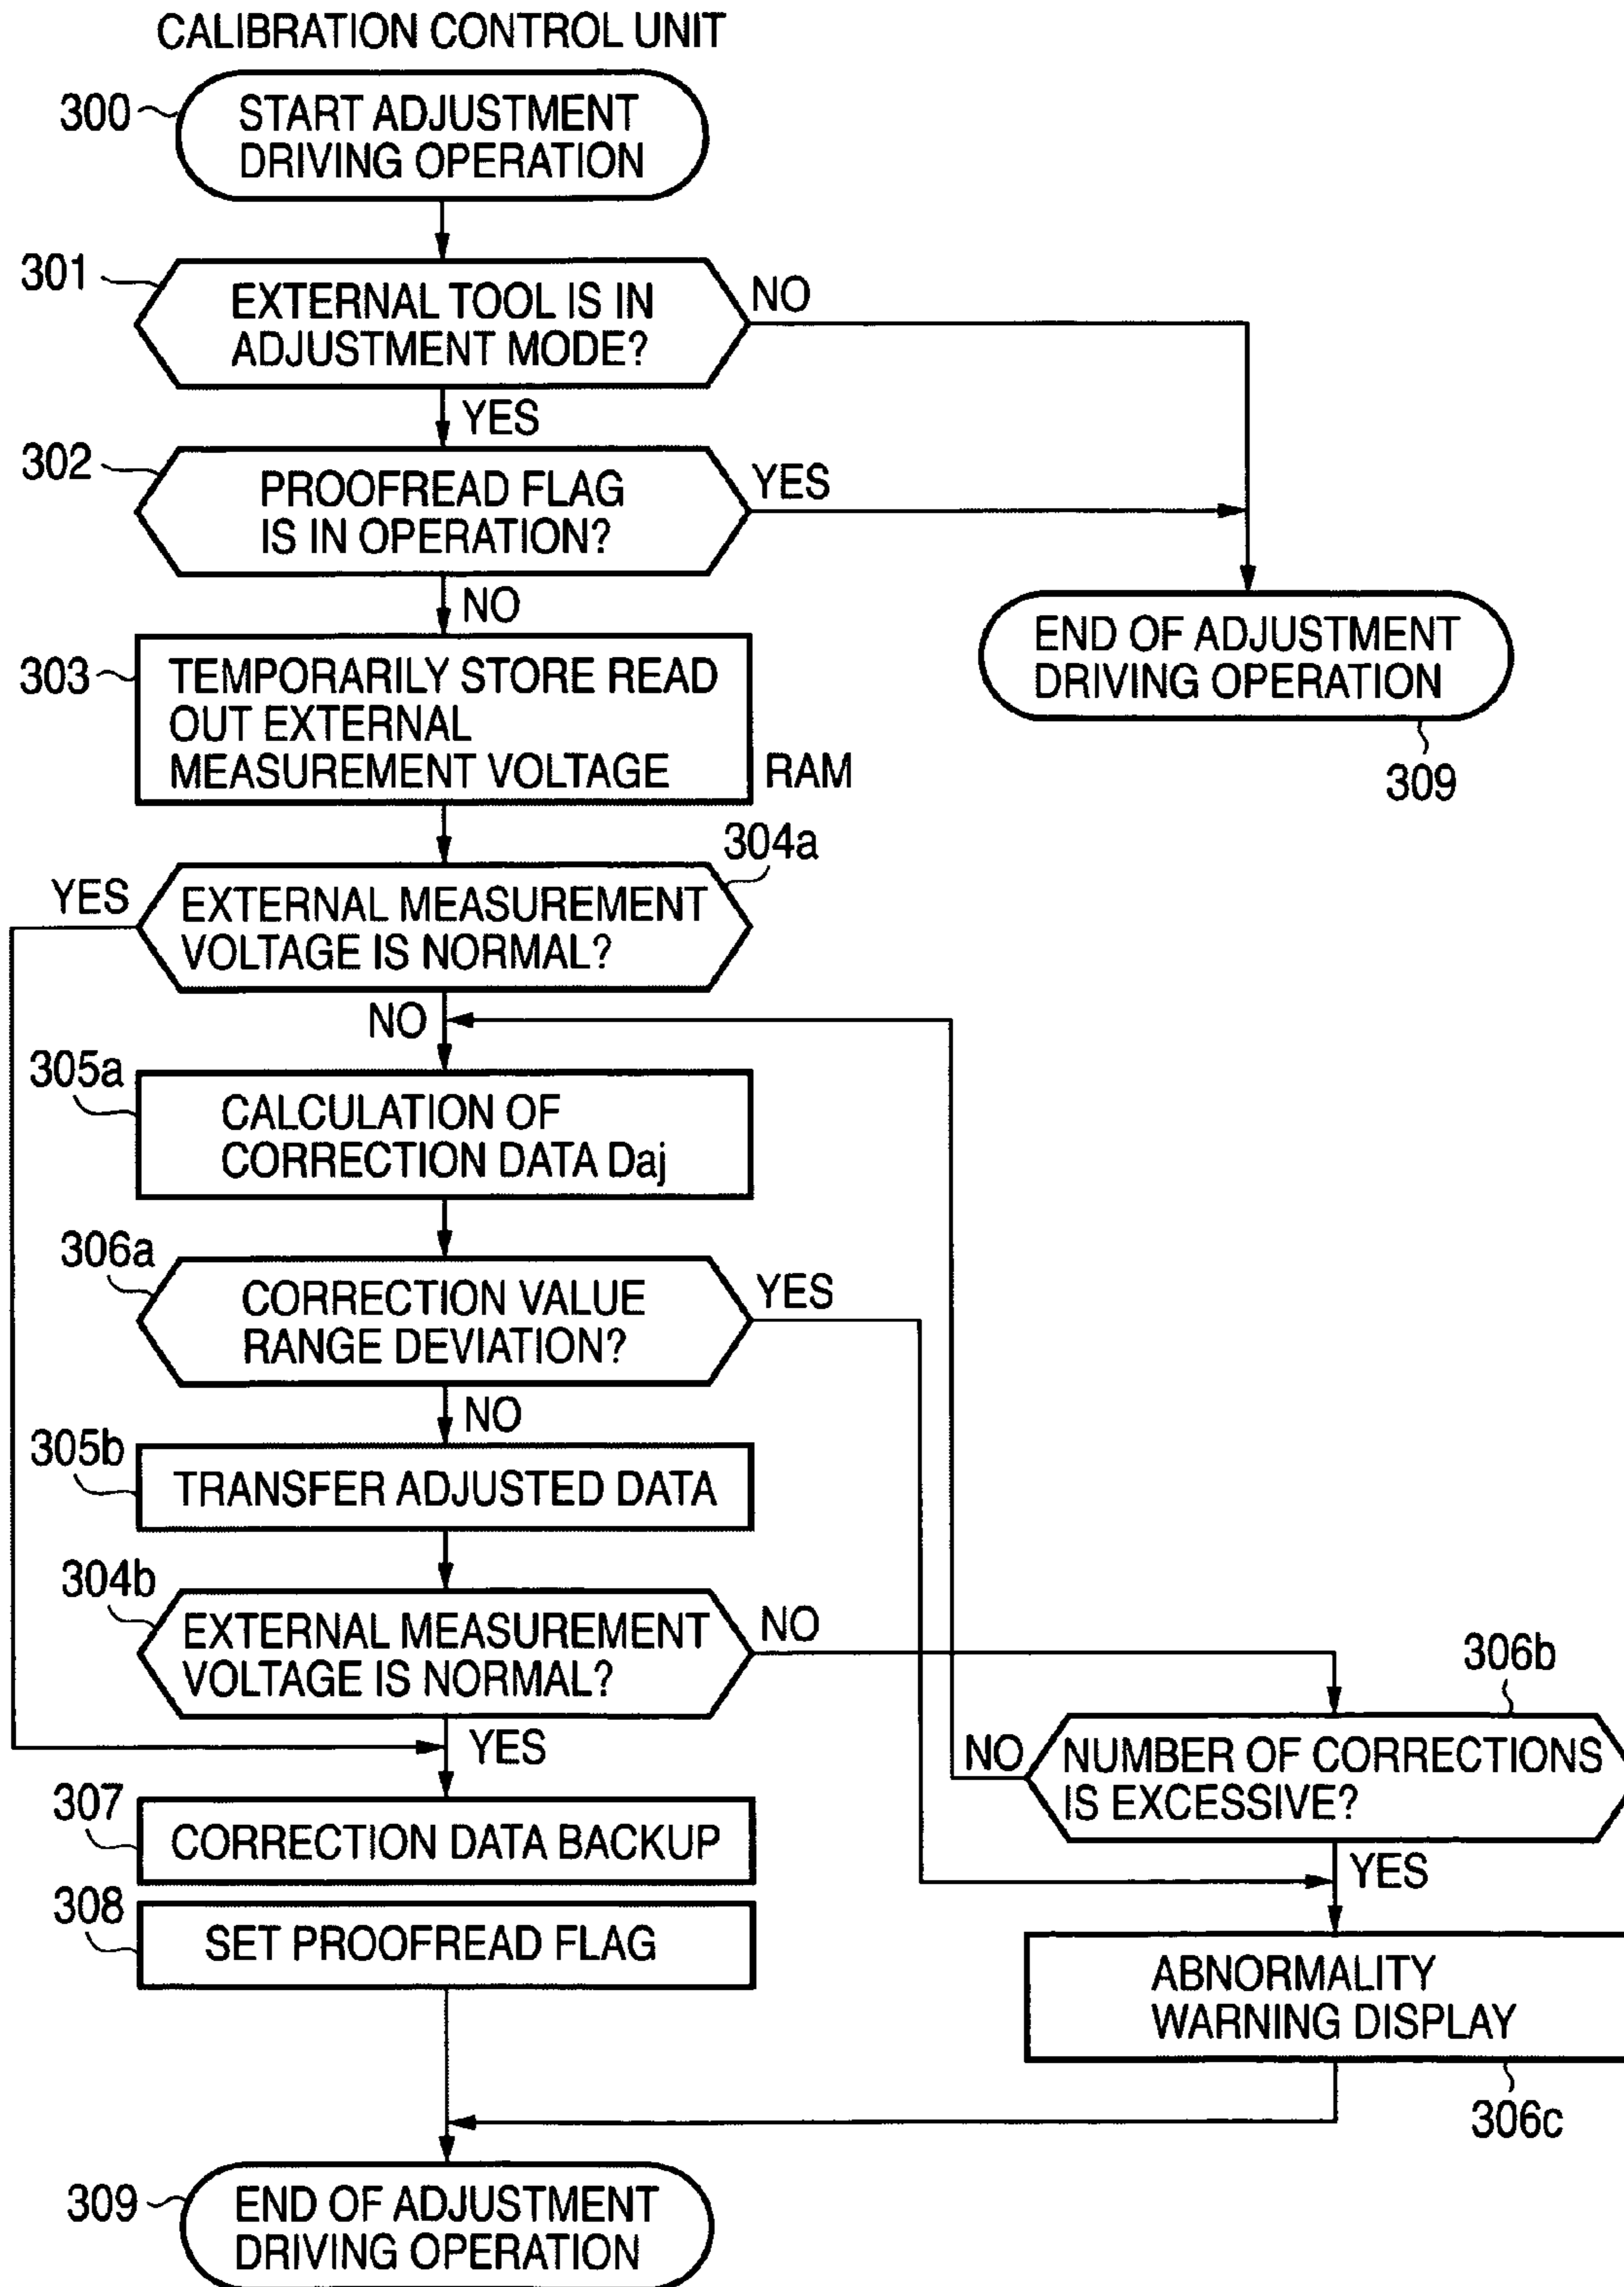 CALIBRATION CONTROL UNIT
300
START ADJUSTMENT
DRIVING OPERATION
301
EXTERNAL TOOL IS IN
ADJUSTMENT MODE?
NO
YES
302
PROOFREAD FLAG
IS IN OPERATION?
YES
NO
303
TEMPORARILY STORE READ
OUT EXTERNAL
MEASUREMENT VOLTAGE
RAM
END OF ADJUSTMENT
DRIVING OPERATION
309
304a
YES
EXTERNAL MEASUREMENT
VOLTAGE IS NORMAL?
NO
305a
CALCULATION OF
CORRECTION DATA Daj
306a
CORRECTION VALUE
RANGE DEVIATION?
YES
NO
305b
TRANSFER ADJUSTED DATA
304b
EXTERNAL MEASUREMENT
VOLTAGE IS NORMAL?
NO
YES
306b
NO
NUMBER OF CORRECTIONS
IS EXCESSIVE?
YES
307
CORRECTION DATA BACKUP
308
SET PROOFREAD FLAG
ABNORMALITY
WARNING DISPLAY
306c
309
END OF ADJUSTMENT
DRIVING OPERATION